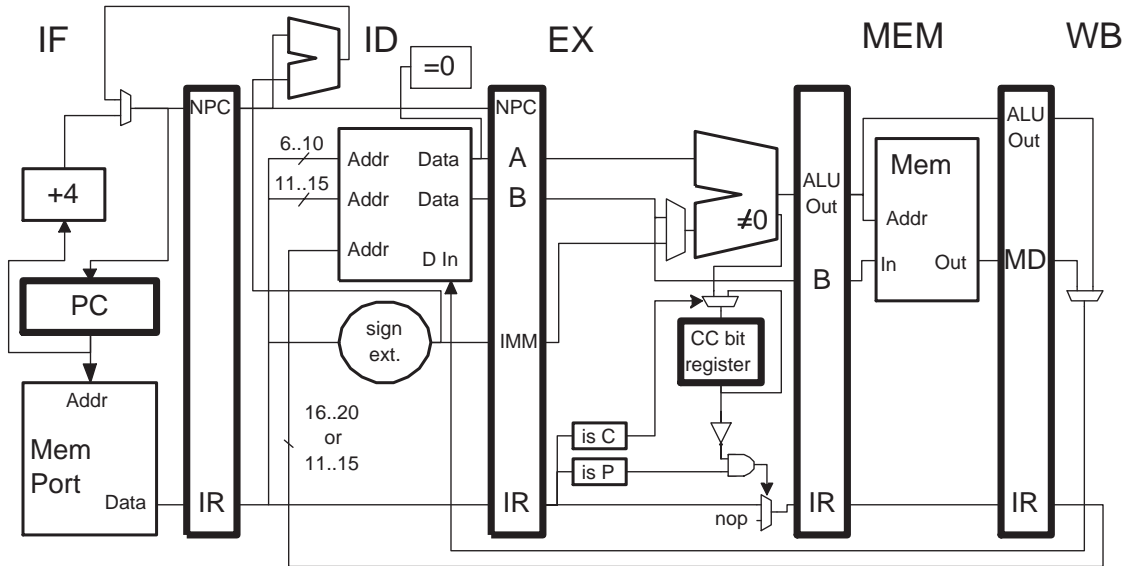 IF
ID
EX
MEM
WB
=0
NPC
NPC
ALU
Out
6..10
Addr
Data
A
Mem
+4
11..15
Addr
Data
B
ALU
Out
Addr
≠0
Addr
D In
In
Out
MD
B
PC
sign
ext.
IMM
CC bit
register
Addr
16..20
or
11..15
Mem
Port
is C
is P
Data
IR
IR
nop
IR
IR